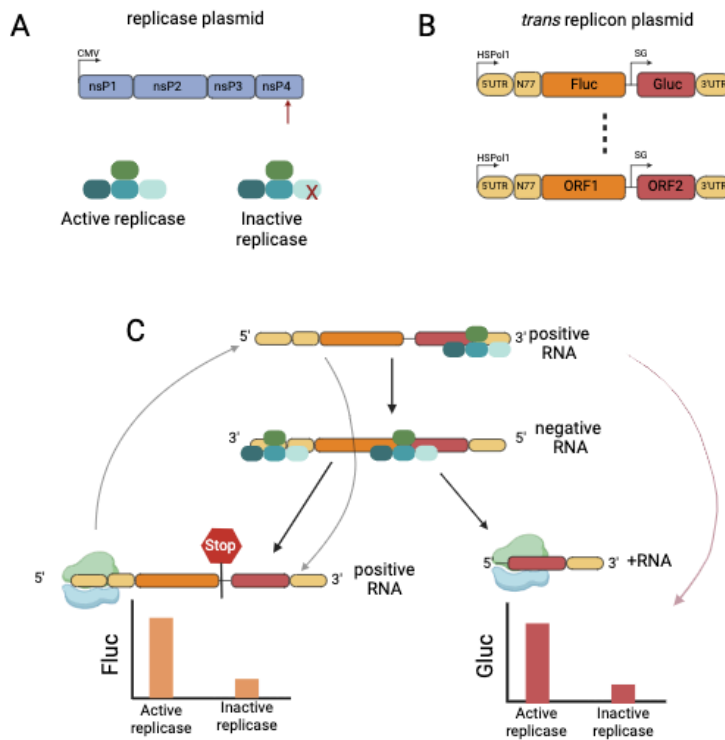 A
replicase plasmid
CMV
nsP1
nsP2
nsP3
nsP4
X
Active replicase
Inactive
replicase
B
trans replicon plasmid
HSPol1
SG
5'UTR
N77
Fluc
Gluc
3'UTR
HSPol1
SG
5'UTR
N77
ORF1
ORF2
3'UTR
C
5'
3'
positive
RNA
3'
5'
negative
RNA
5'
Stop
3'
positive
RNA
5'
3'
+RNA
Fluc
Active
replicase
Inactive
replicase
Gluc
Active
replicase
Inactive
replicase